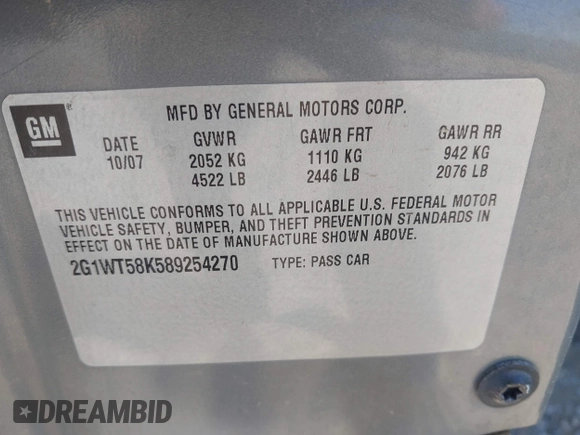 GM
MFD BY GENERAL MOTORS CORP.
DATE GVWR GAWR FRT GAWR RR
10/07 2052 KG 1110 KG 942 KG
4522 LB 2446 LB 2076 LB
THIS VEHICLE CONFORMS TO ALL APPLICABLE U.S. FEDERAL MOTOR
VEHICLE SAFETY, BUMPER, AND THEFT PREVENTION STANDARDS IN
EFFECT ON THE DATE OF MANUFACTURE SHOWN ABOVE.
2G1WT58K589254270 TYPE: PASS CAR
DREAMBID